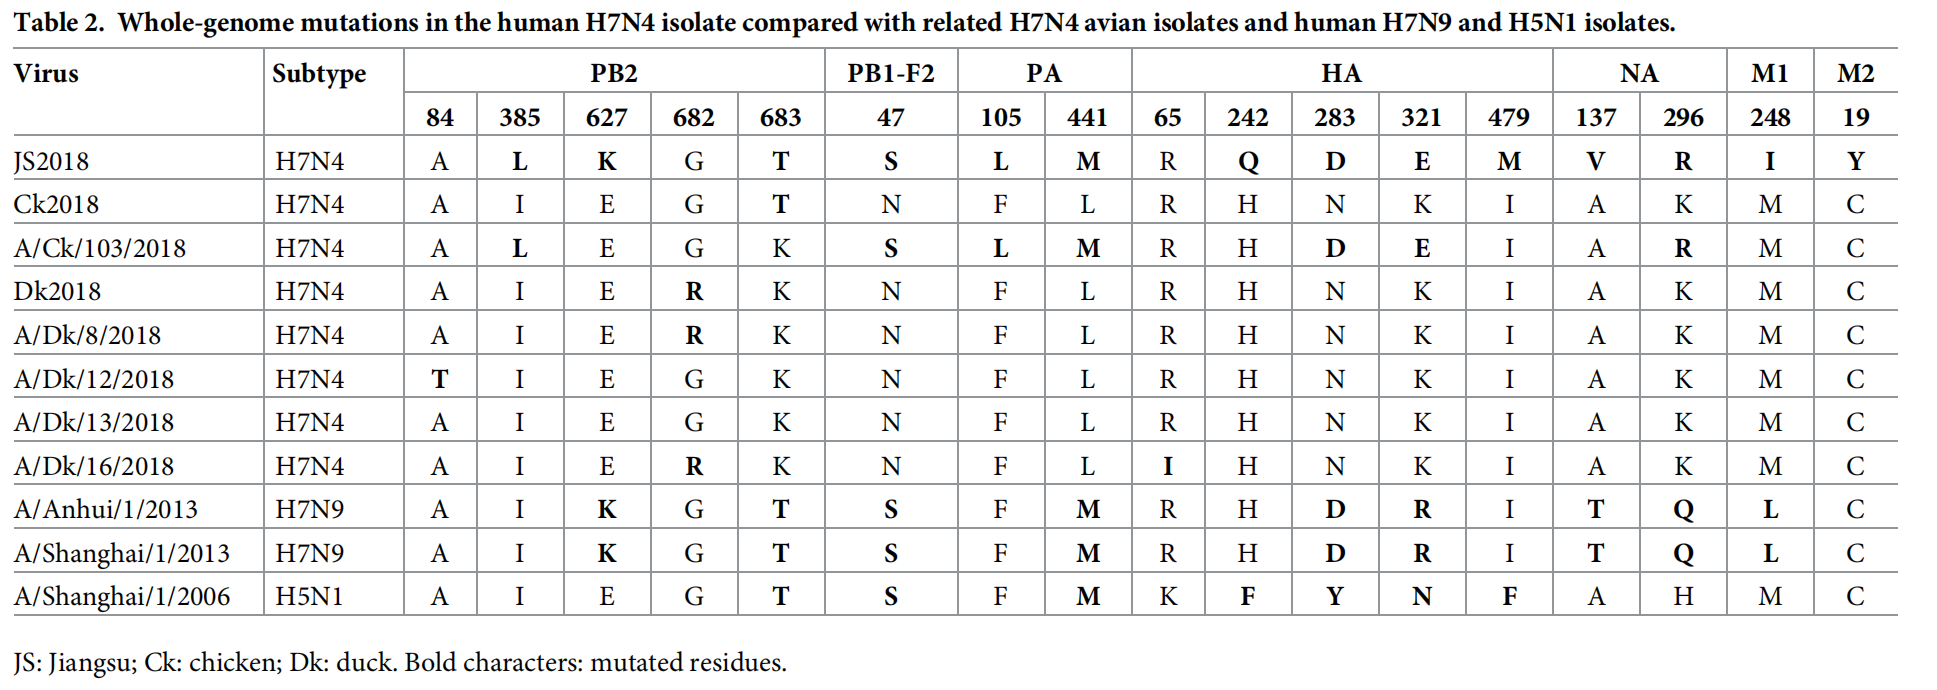 Table 2. Whole-genome mutations in the human H7N4 isolate compared with related H7N4 avian isolates and human H7N9 and H5N1 isolates.
Virus Subtype PB2 PB1-F2 PA HA NA M1 M2
84 385 627 682 683 47 105 441 65 242 283 321 479 137 296 248 19
JS2018 H7N4 A L K G T S L M R Q D E M V R I Y
Ck2018 H7N4 A I E G T N F L R H N K I A K M C
A/Ck/103/2018 H7N4 A L E G K S L M R H D E I A R M C
Dk2018 H7N4 A I E R K N F L R H N K I A K M C
A/Dk/8/2018 H7N4 A I E R K N F L R H N K I A K M C
A/Dk/12/2018 H7N4 T I E G K N F L R H N K I A K M C
A/Dk/13/2018 H7N4 A I E G K N F L R H N K I A K M C
A/Dk/16/2018 H7N4 A I E R K N F L I H N K I A K M C
A/Anhui/1/2013 H7N9 A I K G T S F M R H D R I T Q L C
A/Shanghai/1/2013 H7N9 A I K G T S F M R H D R I T Q L C
A/Shanghai/1/2006 H5N1 A I E G T S F M K F Y N F A H M C
JS: Jiangsu; Ck: chicken; Dk: duck. Bold characters: mutated residues.